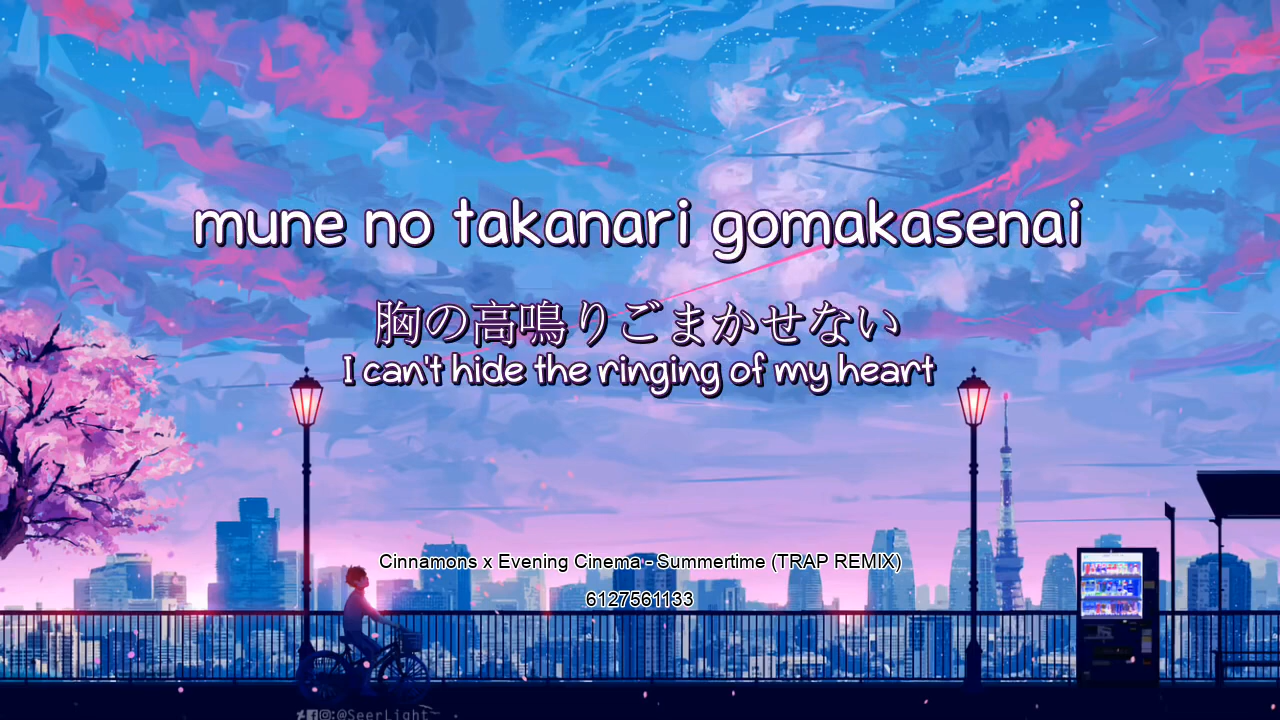 mune no takanari gomakasenai
胸の高鳴りごまかせない
I can't hide the ringing of my heart
Cinnamons x Evening Cinema - Summertime (TRAP REMIX)
6127561133
@SeerLight